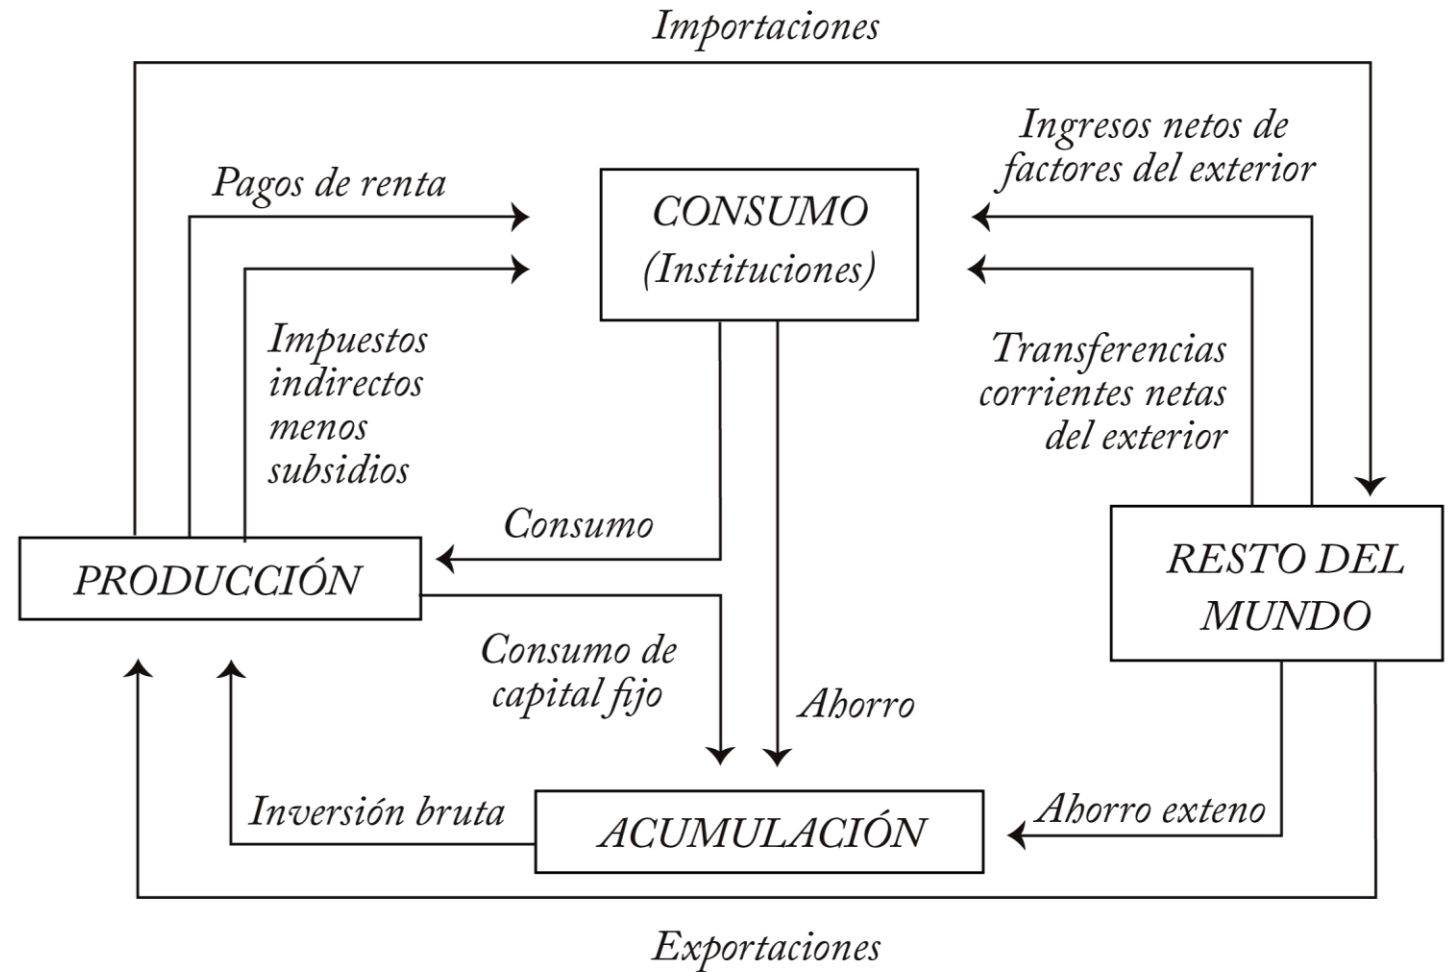 Importaciones
Ingresos netos de
factores del exterior
Pagos de renta
CONSUMO
(Instituciones)
Impuestos
indirectos
menos
subsidios
Transferencias
corrientes netas
del exterior
Consumo
PRODUCCIÓN
RESTO DEL
MUNDO
Consumo de
capital fijo
Ahorro
Inversión bruta
ACUMULACIÓN
Ahorro exteno
Exportaciones